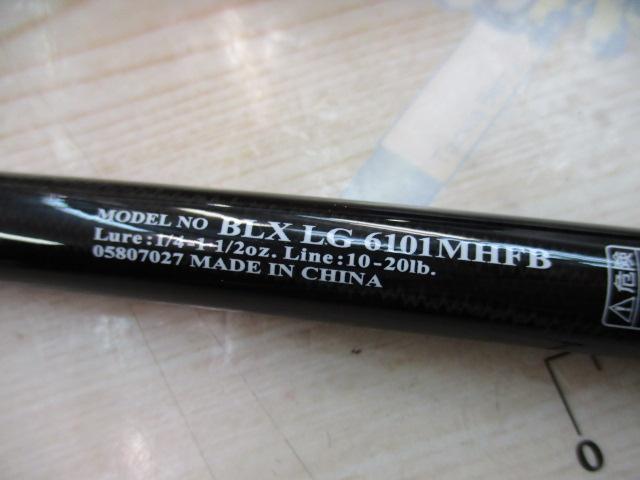 MODEL NO BLX LG 6101MHFB
Lure:1/4-1-1/2oz. Line:10-20lb.
05807027 MADE IN CHINA
危険
0